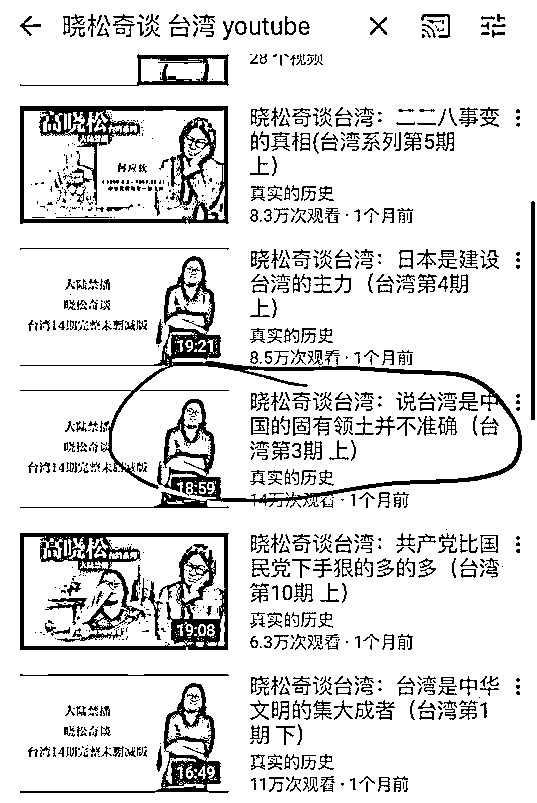 晓松奇谈 台湾 youtube
28 个视频
高晓松
何应钦
晓松奇谈台湾：二二八事变
的真相(台湾系列第5期
上)
真实的历史
8.3万次观看 · 1个月前
大陆禁播
晓松奇谈
台湾14期完整未删减版
19:21
晓松奇谈台湾：日本是建设
台湾的主力（台湾第4期
上）
真实的历史
8.5万次观看 · 1个月前
大陆禁播
晓松奇谈
台湾14期完整未删减版
18:59
晓松奇谈台湾：说台湾是中
国的固有领土并不准确（台
湾第3期 上）
真实的历史
14万次观看 · 1个月前
高晓松
19:08
晓松奇谈台湾：共产党比国
民党下手狠的多的多（台湾
第10期 上）
真实的历史
6.3万次观看 · 1个月前
大陆禁播
晓松奇谈
台湾14期完整未删减版
16:49
晓松奇谈台湾：台湾是中华
文明的集大成者（台湾第1
期 下）
真实的历史
11万次观看 · 1个月前